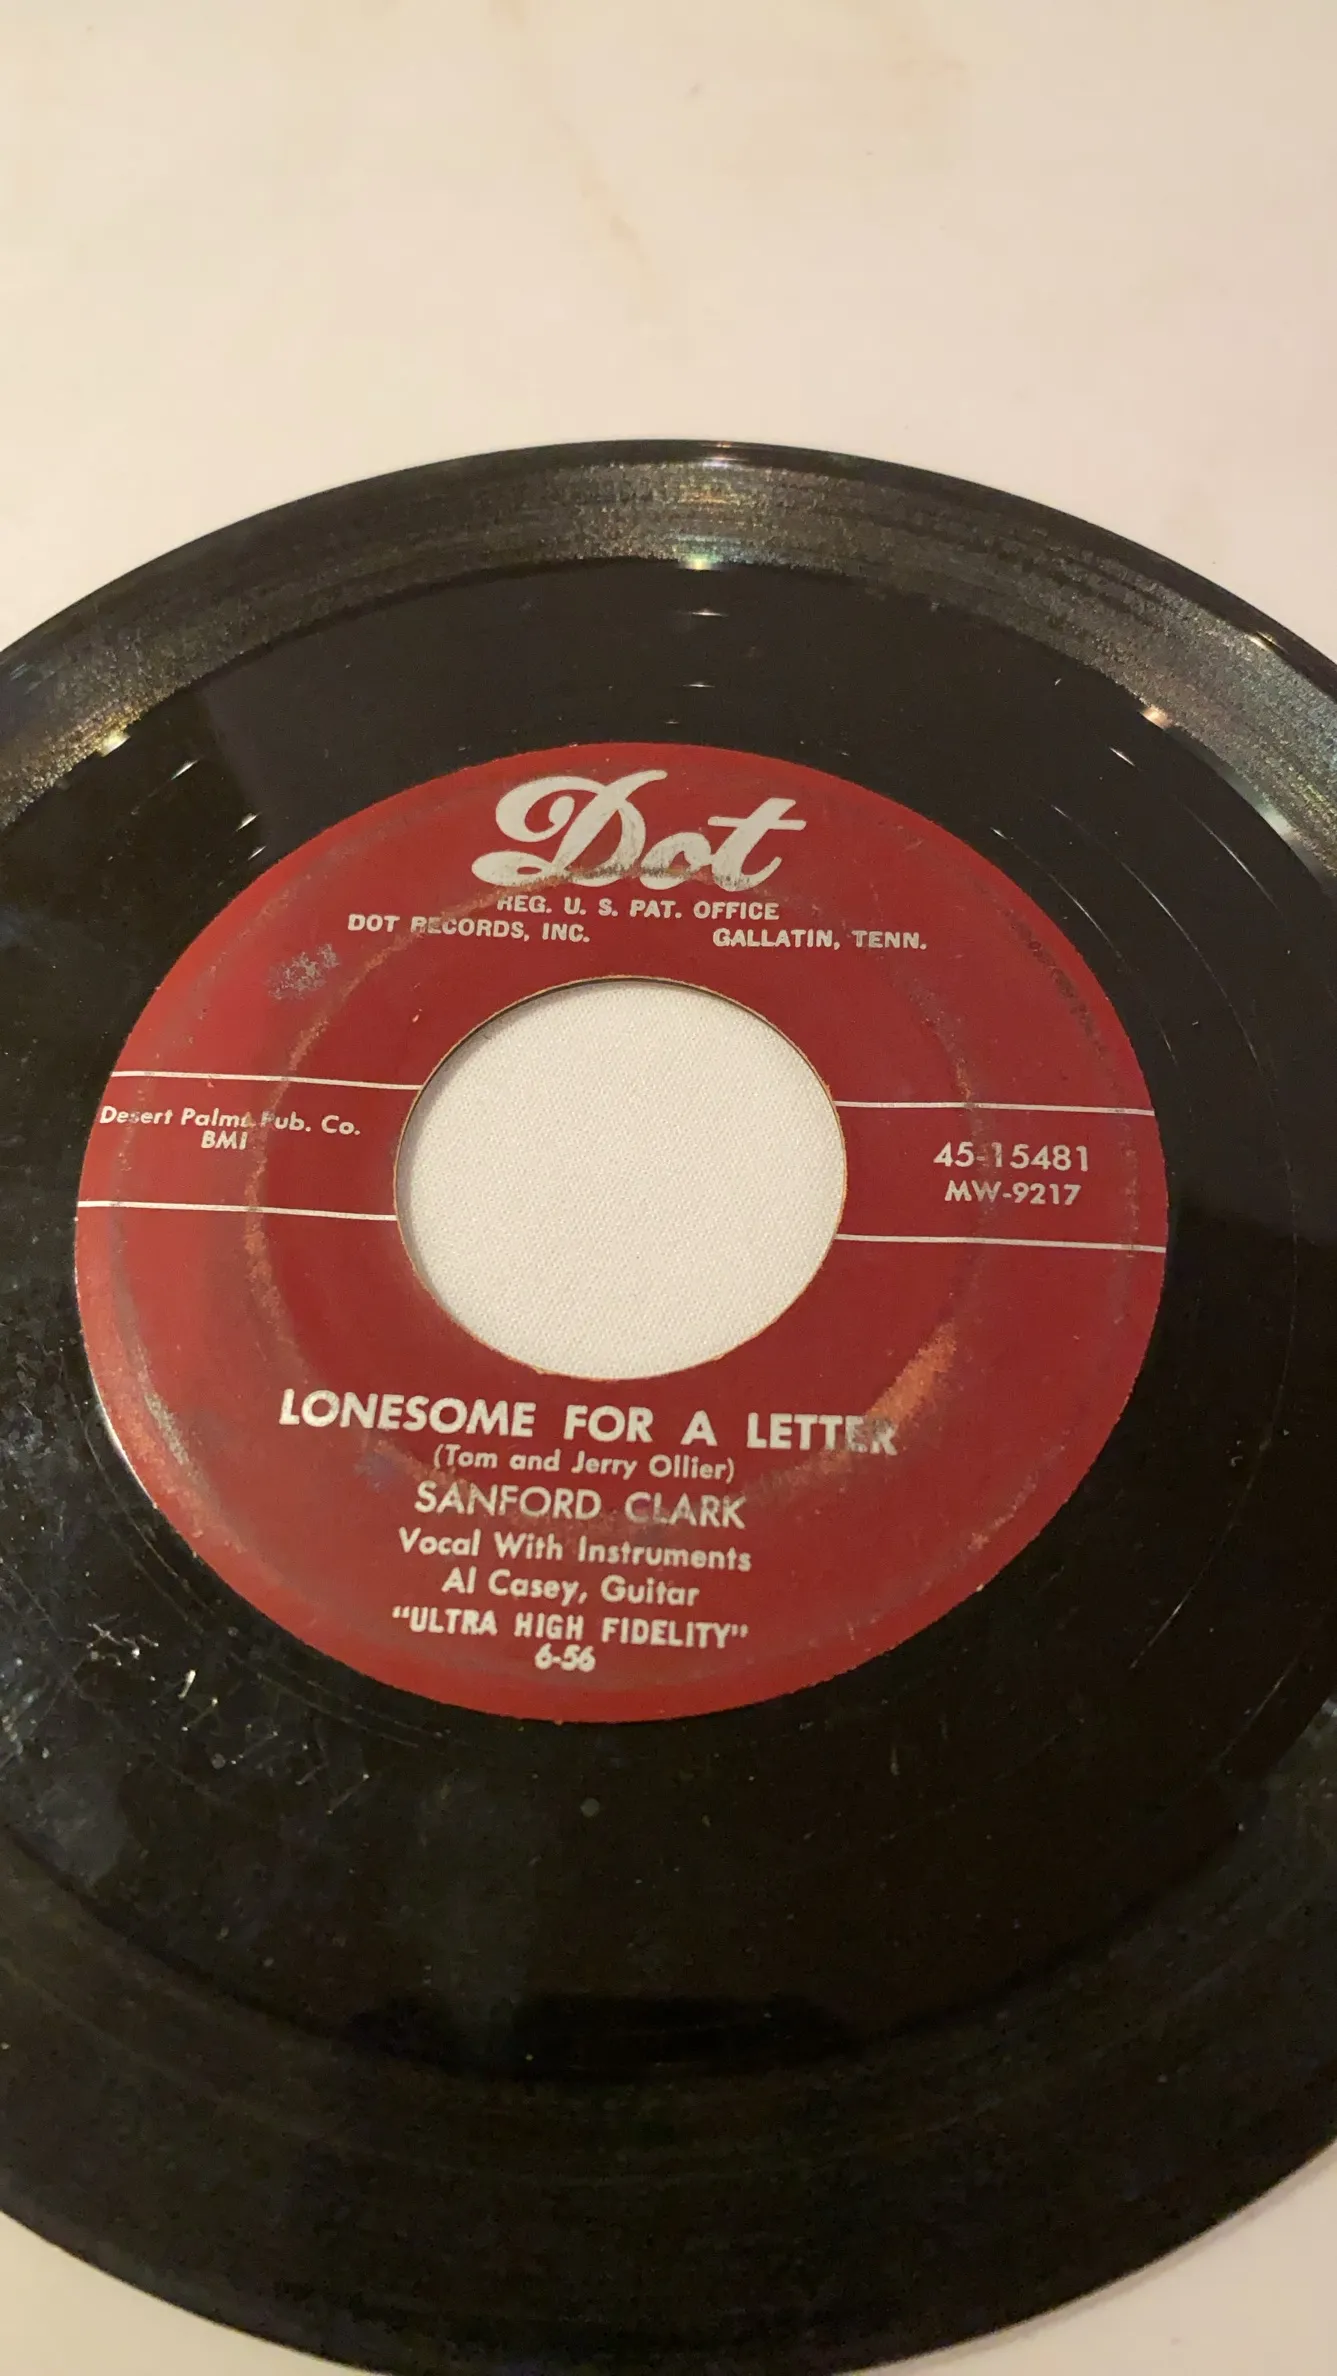 Dot
REG. U. S. PAT. OFFICE
DOT RECORDS, INC. GALLATIN, TENN.
Desert Palms Pub. Co.
BMI
45-15481
MW-9217
LONESOME FOR A LETTER
(Tom and Jerry Ollier)
SANFORD CLARK
Vocal With Instruments
Al Casey, Guitar
"ULTRA HIGH FIDELITY"
6-56